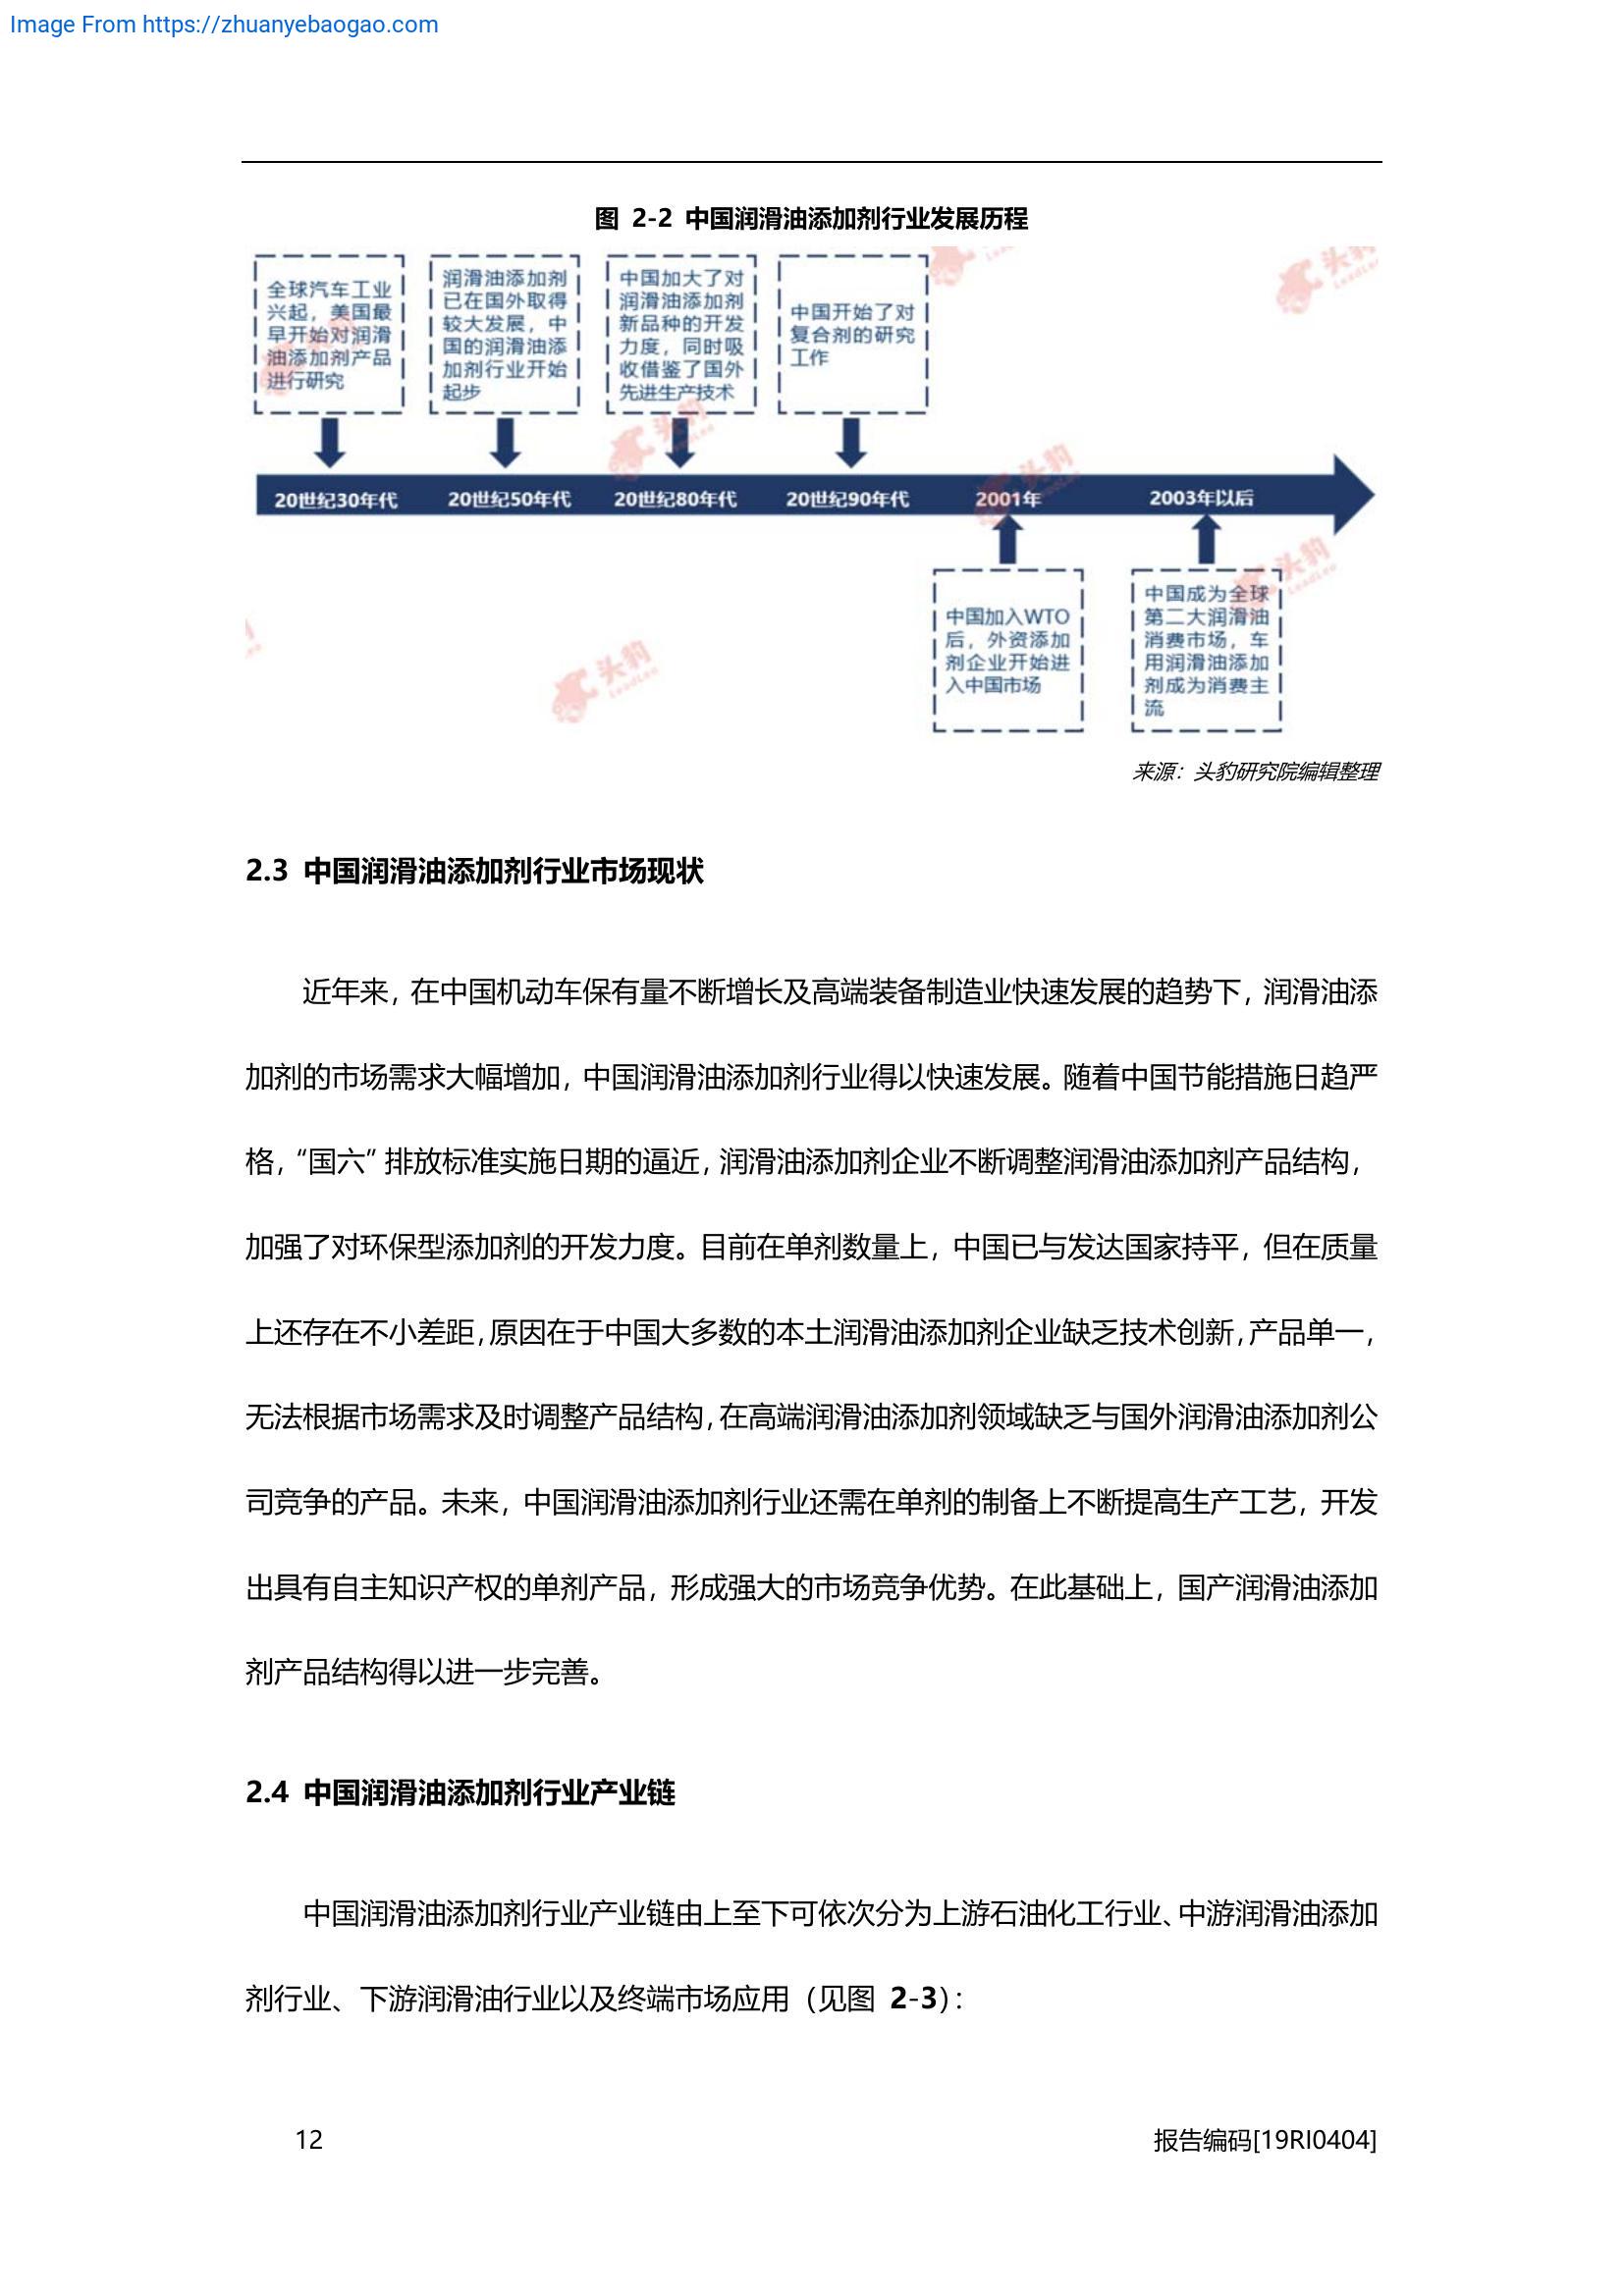 Image From https://zhuanyebaogao.com
图 2-2 中国润滑油添加剂行业发展历程
全球汽车工业
兴起，美国最
早开始对润滑
油添加剂产品
进行研究
润滑油添加剂
已在国外取得
较大发展，中
国的润滑油添
加剂行业开始
起步
中国加大了对
润滑油添加剂
新品种的开发
力度，同时吸
收借鉴了国外
先进生产技术
中国开始了对
复合剂的研究
工作
20世纪30年代
20世纪50年代
20世纪80年代
20世纪90年代
2001年
2003年以后
中国加入WTO
后，外资添加
剂企业开始进
入中国市场
中国成为全球
第二大润滑油
消费市场，车
用润滑油添加
剂成为消费主
流
头豹
LeadLeo
来源：头豹研究院编辑整理
2.3 中国润滑油添加剂行业市场现状
近年来，在中国机动车保有量不断增长及高端装备制造业快速发展的趋势下，润滑油添
加剂的市场需求大幅增加，中国润滑油添加剂行业得以快速发展。随着中国节能措施日趋严
格，“国六”排放标准实施日期的逼近，润滑油添加剂企业不断调整润滑油添加剂产品结构，
加强了对环保型添加剂的开发力度。目前在单剂数量上，中国已与发达国家持平，但在质量
上还存在不小差距，原因在于中国大多数的本土润滑油添加剂企业缺乏技术创新，产品单一，
无法根据市场需求及时调整产品结构，在高端润滑油添加剂领域缺乏与国外润滑油添加剂公
司竞争的产品。未来，中国润滑油添加剂行业还需在单剂的制备上不断提高生产工艺，开发
出具有自主知识产权的单剂产品，形成强大的市场竞争优势。在此基础上，国产润滑油添加
剂产品结构得以进一步完善。
2.4 中国润滑油添加剂行业产业链
中国润滑油添加剂行业产业链由上至下可依次分为上游石油化工行业、中游润滑油添加
剂行业、下游润滑油行业以及终端市场应用（见图 2-3）：
12
报告编码[19RI0404]